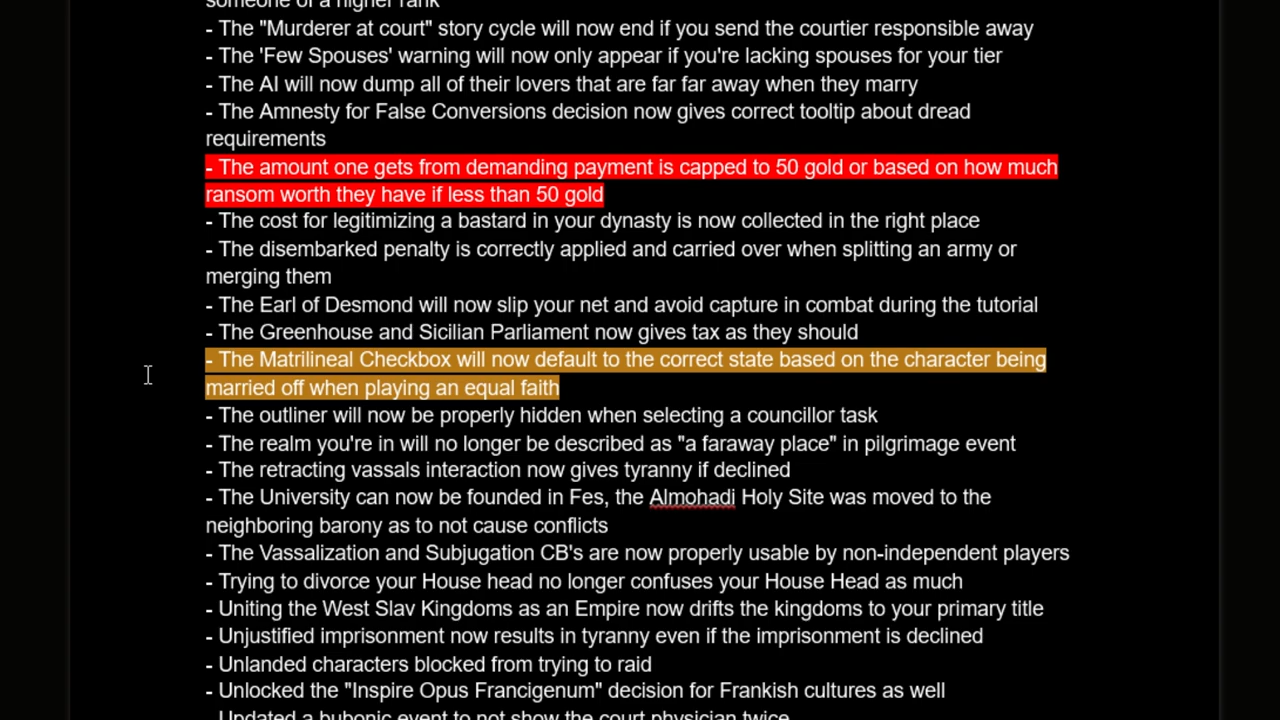 someone of a higher rank
- The "Murderer at court" story cycle will now end if you send the courtier responsible away
- The 'Few Spouses' warning will now only appear if you're lacking spouses for your tier
- The AI will now dump all of their lovers that are far far away when they marry
- The Amnesty for False Conversions decision now gives correct tooltip about dread
requirements
- The amount one gets from demanding payment is capped to 50 gold or based on how much
ransom worth they have if less than 50 gold
- The cost for legitimizing a bastard in your dynasty is now collected in the right place
- The disembarked penalty is correctly applied and carried over when splitting an army or
merging them
- The Earl of Desmond will now slip your net and avoid capture in combat during the tutorial
- The Greenhouse and Sicilian Parliament now gives tax as they should
- The Matrilineal Checkbox will now default to the correct state based on the character being
married off when playing an equal faith
- The outliner will now be properly hidden when selecting a councillor task
- The realm you're in will no longer be described as "a faraway place" in pilgrimage event
- The retracting vassals interaction now gives tyranny if declined
- The University can now be founded in Fes, the Almohadi Holy Site was moved to the
neighboring barony as to not cause conflicts
- The Vassalization and Subjugation CB's are now properly usable by non-independent players
- Trying to divorce your House head no longer confuses your House Head as much
- Uniting the West Slav Kingdoms as an Empire now drifts the kingdoms to your primary title
- Unjustified imprisonment now results in tyranny even if the imprisonment is declined
- Unlanded characters blocked from trying to raid
- Unlocked the "Inspire Opus Francigenum" decision for Frankish cultures as well
Updated a bubonic event to not show the court physician twice